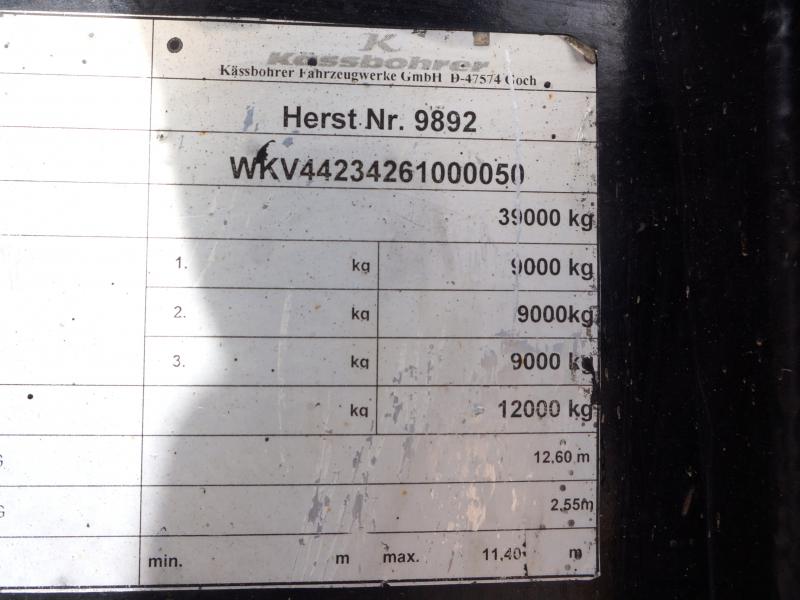 K
Kässbohrer
Kässbohrer Fahrzeugwerke GmbH D-47574 Goch
Herst Nr. 9892
WKV44234261000050
39000 kg
1. kg 9000 kg
2. kg 9000kg
3. kg 9000 kg
kg 12000 kg
G 12,60 m
G 2,55m
min. m max. 11,40 m